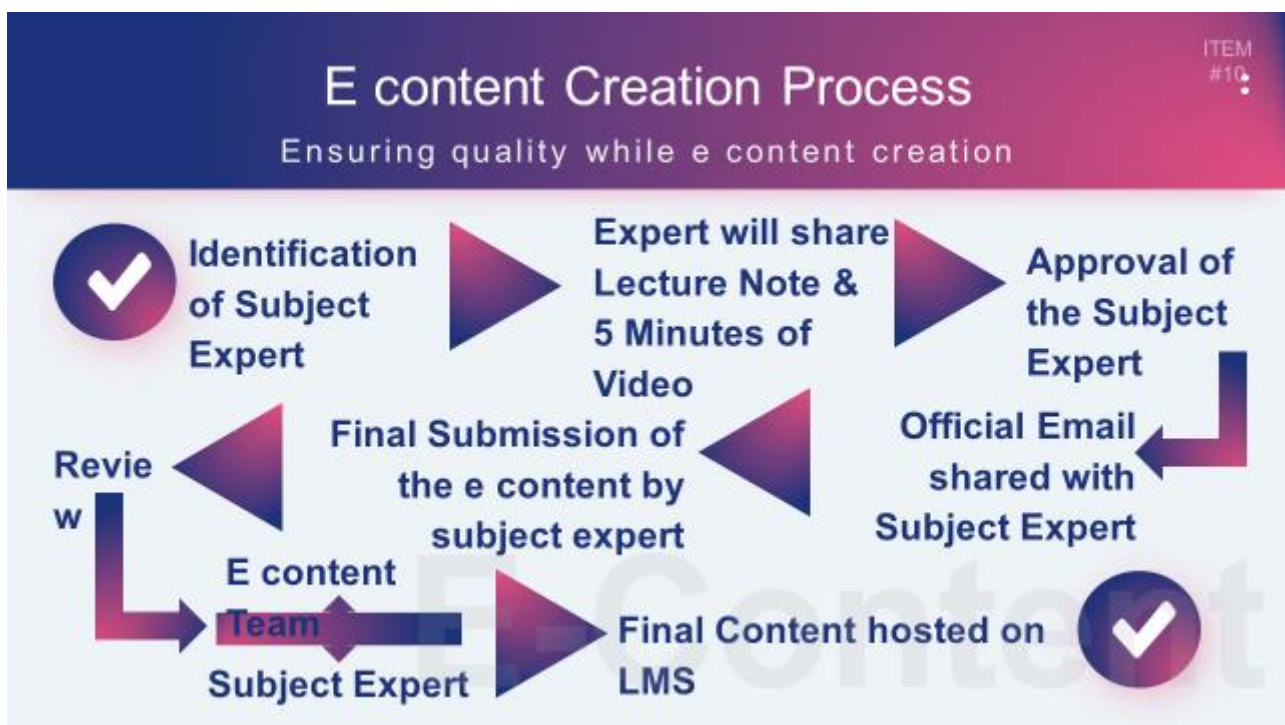 ITEM
#10
E content Creation Process
Ensuring quality while e content creation
Identification
of Subject
Expert
Expert will share
Lecture Note &
5 Minutes of
Video
Approval of
the Subject
Expert
Official Email
shared with
Subject Expert
Final Submission of
the e content by
subject expert
Revie
w
E content
Team
Subject Expert
Final Content hosted on
LMS
E-Content